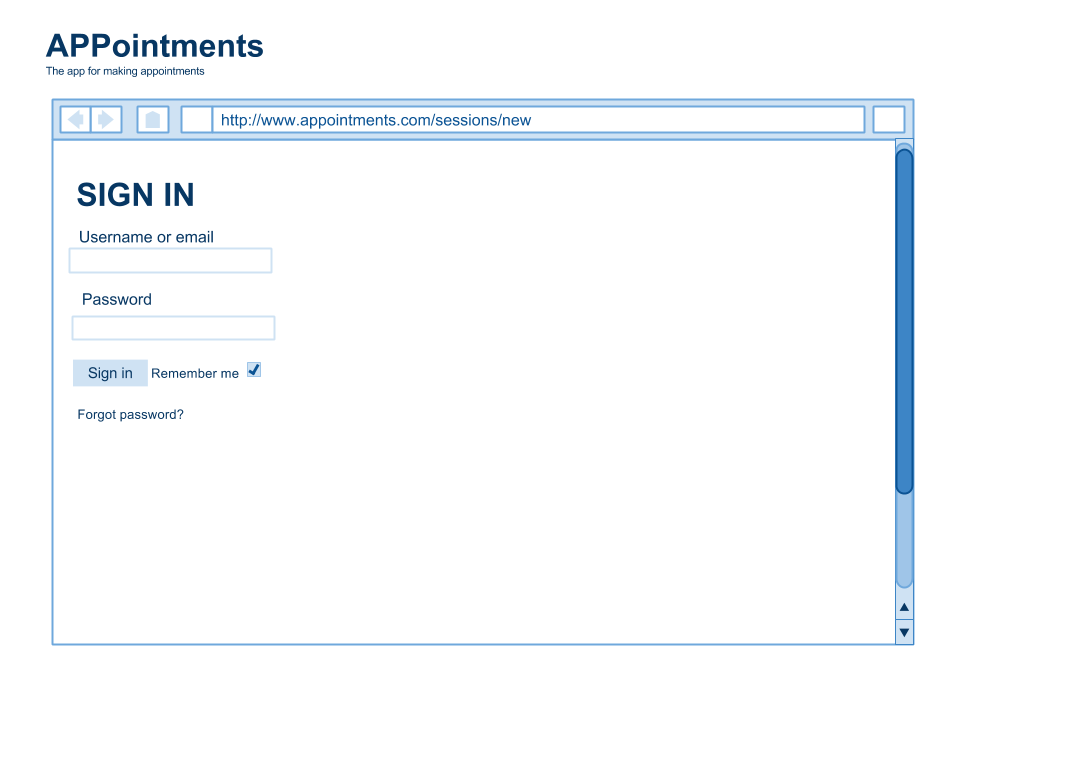 APPointments
The app for making appointments
http://www.appointments.com/sessions/new
SIGN IN
Username or email
Password
Sign in Remember me
Forgot password?